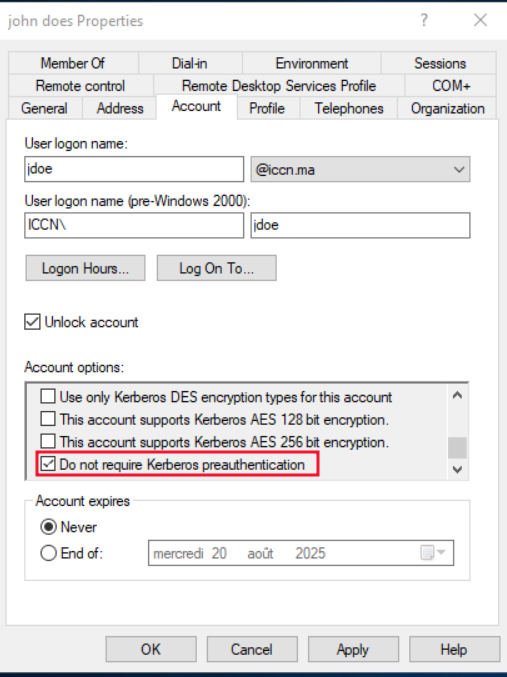 john does Properties
?
Member Of Dial-in Environment Sessions
Remote control Remote Desktop Services Profile COM+
General Address Account Profile Telephones Organization
User logon name:
jdoe @iccn.ma
User logon name (pre-Windows 2000):
ICCN\ jdoe
Logon Hours... Log On To...
Unlock account
Account options:
Use only Kerberos DES encryption types for this account
This account supports Kerberos AES 128 bit encryption.
This account supports Kerberos AES 256 bit encryption.
Do not require Kerberos preauthentication
Account expires
Never
End of: mercredi 20 août 2025
OK Cancel Apply Help